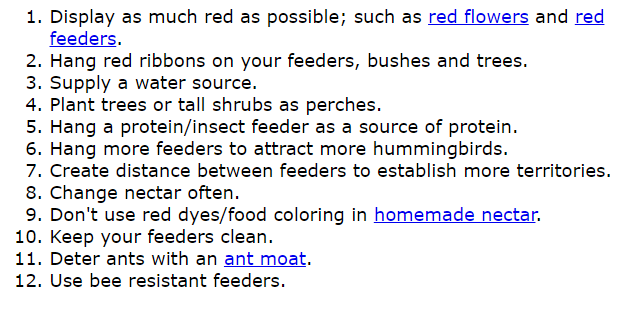 1. Display as much red as possible; such as red flowers and red
feeders.
2. Hang red ribbons on your feeders, bushes and trees.
3. Supply a water source.
4. Plant trees or tall shrubs as perches.
5. Hang a protein/insect feeder as a source of protein.
6. Hang more feeders to attract more hummingbirds.
7. Create distance between feeders to establish more territories.
8. Change nectar often.
9. Don't use red dyes/food coloring in homemade nectar.
10. Keep your feeders clean.
11. Deter ants with an ant moat.
12. Use bee resistant feeders.